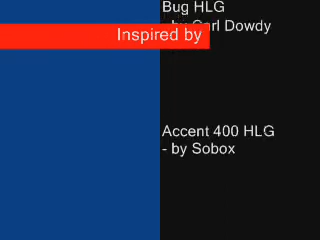 Bug HLG
- by Carl Dowdy
Inspired by
Accent 400 HLG
- by Sobox